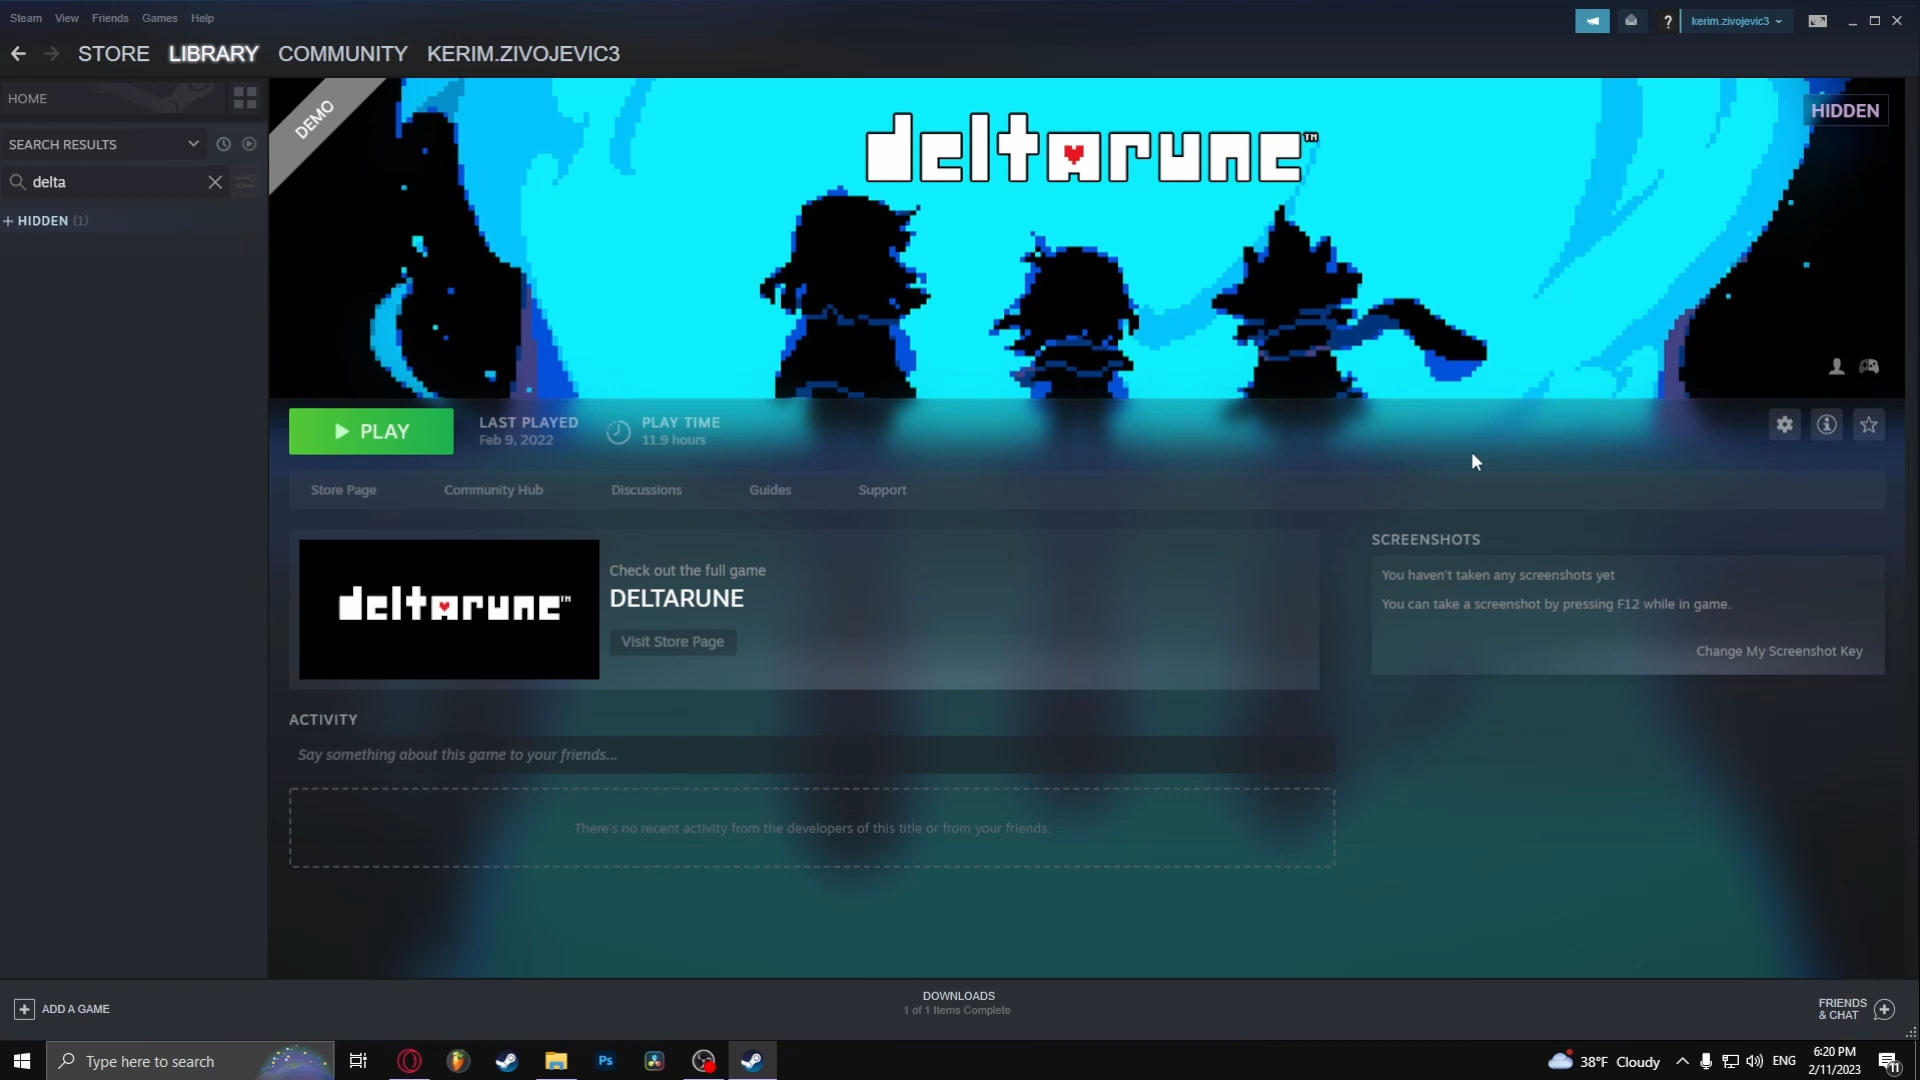 Steam View Friends Games Help
kerim.zivojevic3
STORE LIBRARY COMMUNITY KERIM.ZIVOJEVIC3
HOME
SEARCH RESULTS
delta
+ HIDDEN (1)
DEMO
deltarune™
HIDDEN
PLAY
LAST PLAYED
Feb 9, 2022
PLAY TIME
11.9 hours
Store Page Community Hub Discussions Guides Support
deltarune™
Check out the full game
DELTARUNE
Visit Store Page
SCREENSHOTS
You haven't taken any screenshots yet
You can take a screenshot by pressing F12 while in game.
Change My Screenshot Key
ACTIVITY
Say something about this game to your friends...
There's no recent activity from the developers of this title or from your friends.
ADD A GAME
DOWNLOADS
1 of 1 Items Complete
FRIENDS
& CHAT
Type here to search
Ps
38°F Cloudy
ENG
6:20 PM
2/11/2023
11